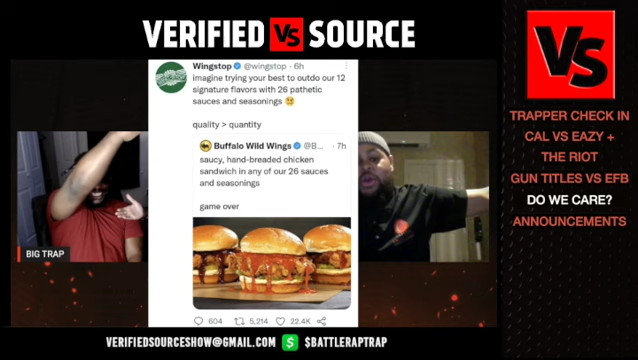 VERIFIED VS SOURCE
Wingstop @wingstop · 6h
imagine trying your best to outdo our 12
signature flavors with 26 pathetic
sauces and seasonings
quality > quantity
Buffalo Wild Wings @B... · 7h
saucy, hand-breaded chicken
sandwich in any of our 26 sauces
and seasonings
game over
604 5,214 22.4K
BIG TRAP
VERIFIEDSOURCESHOW@GMAIL.COM $ $BATTLERAPTRAP
VS
TRAPPER CHECK IN
CAL VS EAZY +
THE RIOT
GUN TITLES VS EFB
DO WE CARE?
ANNOUNCEMENTS